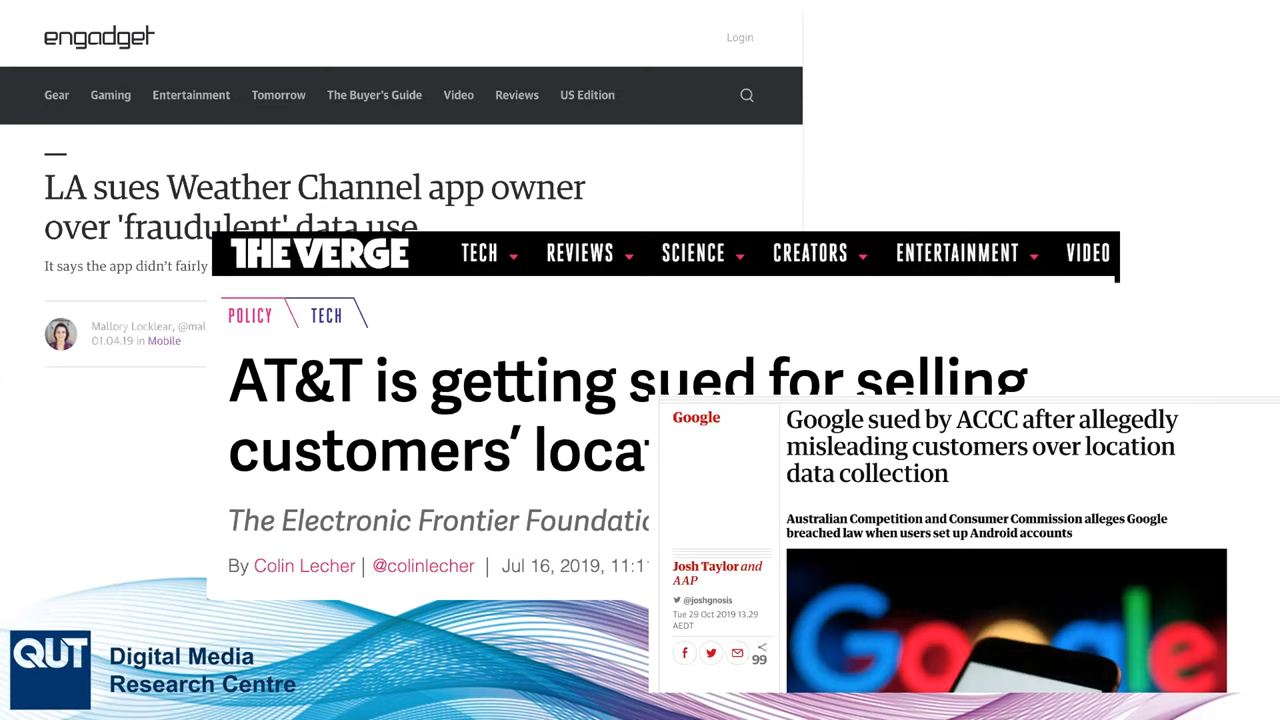 engadget
Login
Gear Gaming Entertainment Tomorrow The Buyer's Guide Video Reviews US Edition
LA sues Weather Channel app owner
over 'fraudulent' data use
It says the app didn't fairly
Mallory Locklear, @mal
01.04.19 in Mobile
THE VERGE TECH REVIEWS SCIENCE CREATORS ENTERTAINMENT VIDEO
POLICY TECH
AT&T is getting sued for selling
customers' loca
The Electronic Frontier Foundatio
By Colin Lecher | @colinlecher | Jul 16, 2019, 11:1
Google
Google sued by ACCC after allegedly
misleading customers over location
data collection
Australian Competition and Consumer Commission alleges Google
breached law when users set up Android accounts
Josh Taylor and
AAP
@joshgnosis
Tue 29 Oct 2019 13.29
AEDT
99
Google
QUT
Digital Media
Research Centre